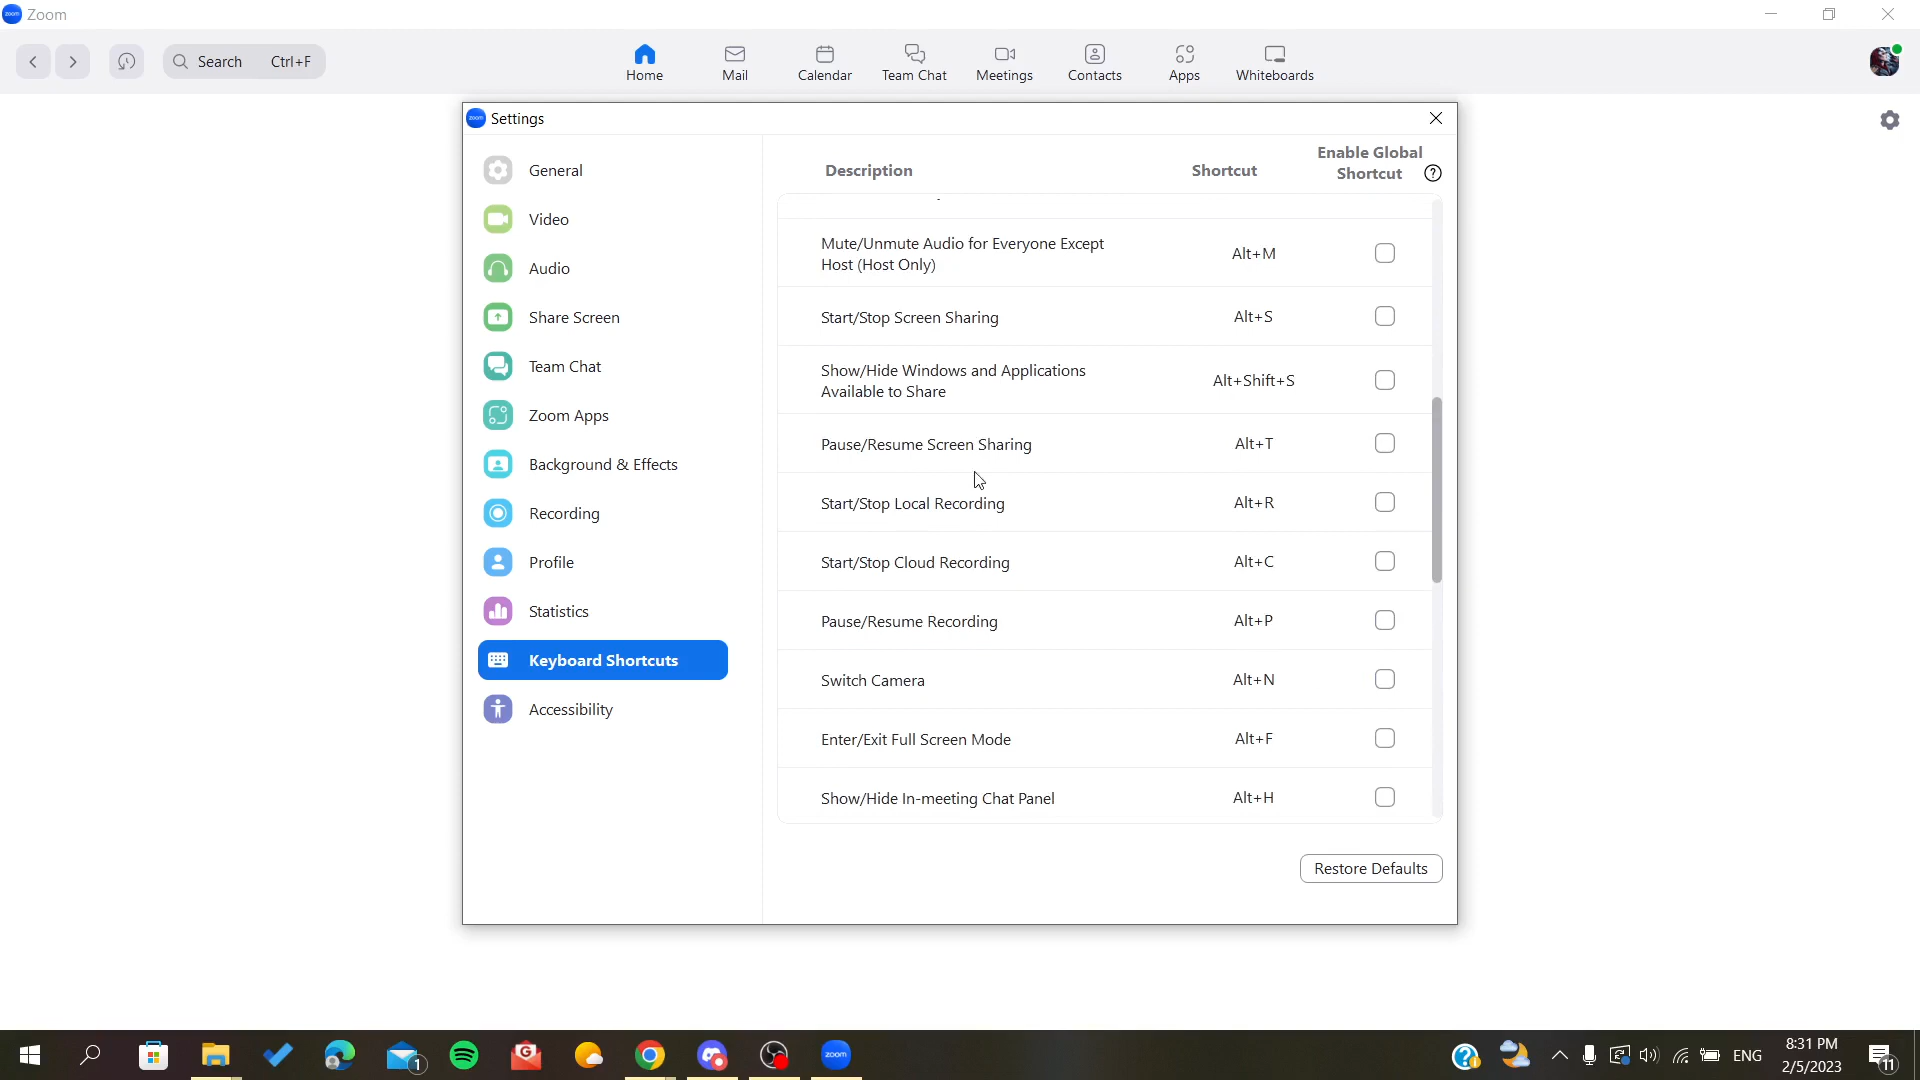 Zoom
Search Ctrl+F
Home
Mail
Calendar
Team Chat
Meetings
Contacts
Apps
Whiteboards
zoom Settings
General
Video
Audio
Share Screen
Team Chat
Zoom Apps
Background & Effects
Recording
Profile
Statistics
Keyboard Shortcuts
Accessibility
Description
Shortcut
Enable Global
Shortcut ?
Mute/Unmute Audio for Everyone Except
Host (Host Only)
Alt+M
Start/Stop Screen Sharing
Alt+S
Show/Hide Windows and Applications
Available to Share
Alt+Shift+S
Pause/Resume Screen Sharing
Alt+T
Start/Stop Local Recording
Alt+R
Start/Stop Cloud Recording
Alt+C
Pause/Resume Recording
Alt+P
Switch Camera
Alt+N
Enter/Exit Full Screen Mode
Alt+F
Show/Hide In-meeting Chat Panel
Alt+H
Restore Defaults
1
G
zoom
ENG
8:31 PM
2/5/2023
11